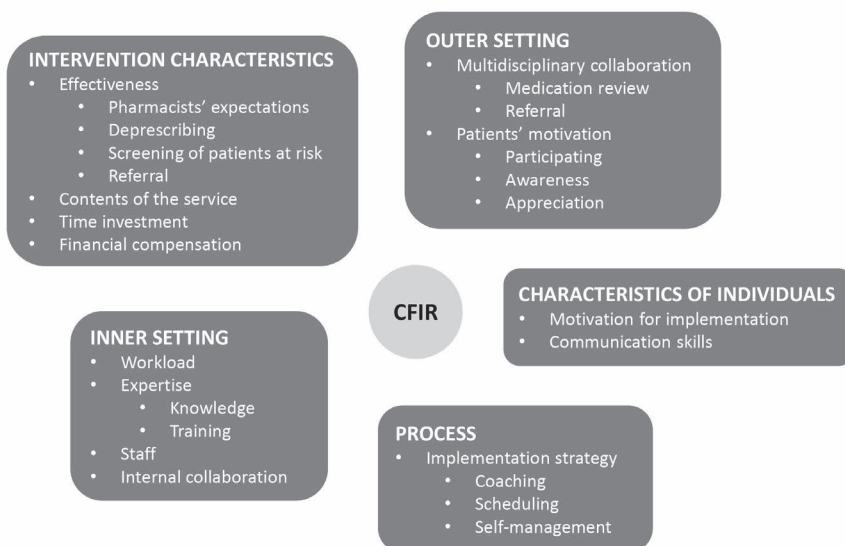 INTERVENTION CHARACTERISTICS
• Effectiveness
• Pharmacists' expectations
• Deprescribing
• Screening of patients at risk
• Referral
• Contents of the service
• Time investment
• Financial compensation
OUTER SETTING
• Multidisciplinary collaboration
• Medication review
• Referral
• Patients' motivation
• Participating
• Awareness
• Appreciation
CFIR
CHARACTERISTICS OF INDIVIDUALS
• Motivation for implementation
• Communication skills
INNER SETTING
• Workload
• Expertise
• Knowledge
• Training
• Staff
• Internal collaboration
PROCESS
• Implementation strategy
• Coaching
• Scheduling
• Self-management